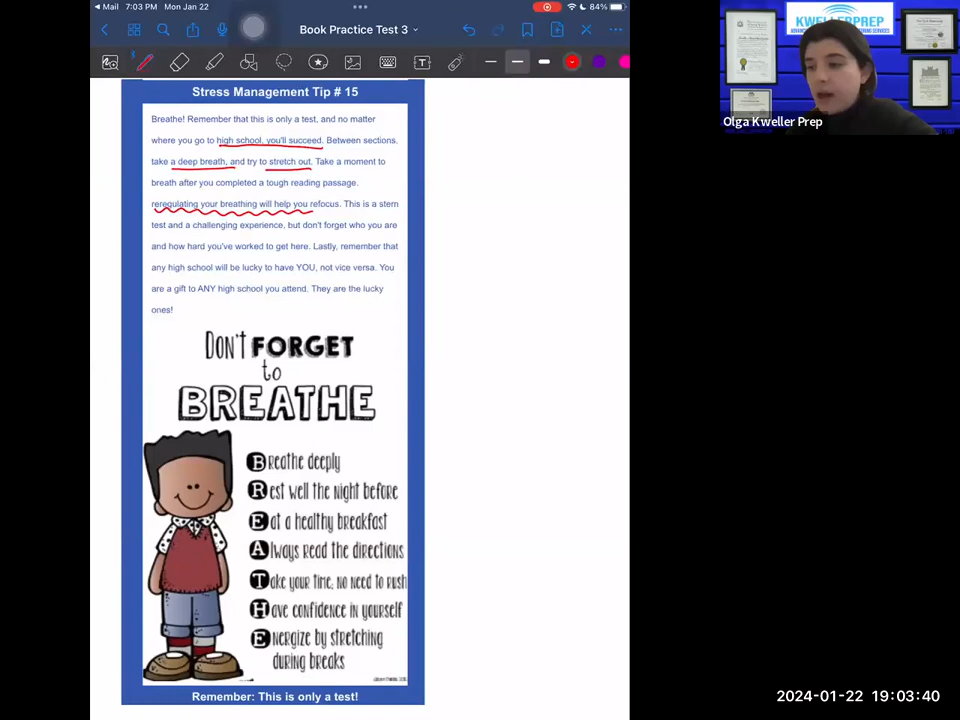 Mail 7:03 PM Mon Jan 22
84%
Book Practice Test 3
Stress Management Tip # 15
Breathe! Remember that this is only a test, and no matter
where you go to high school, you'll succeed. Between sections,
take a deep breath, and try to stretch out. Take a moment to
breath after you completed a tough reading passage.
reregulating your breathing will help you refocus. This is a stern
test and a challenging experience, but don't forget who you are
and how hard you've worked to get here. Lastly, remember that
any high school will be lucky to have YOU, not vice versa. You
are a gift to ANY high school you attend. They are the lucky
ones!
DON'T FORGET
to
BREATHE
Breathe deeply
Rest well the night before
Eat a healthy breakfast
Always read the directions
Take your time; no need to rush
Have confidence in yourself
Energize by stretching
during breaks
Remember: This is only a test!
KWELLERPREP
Olga Kweller Prep
2024-01-22 19:03:40